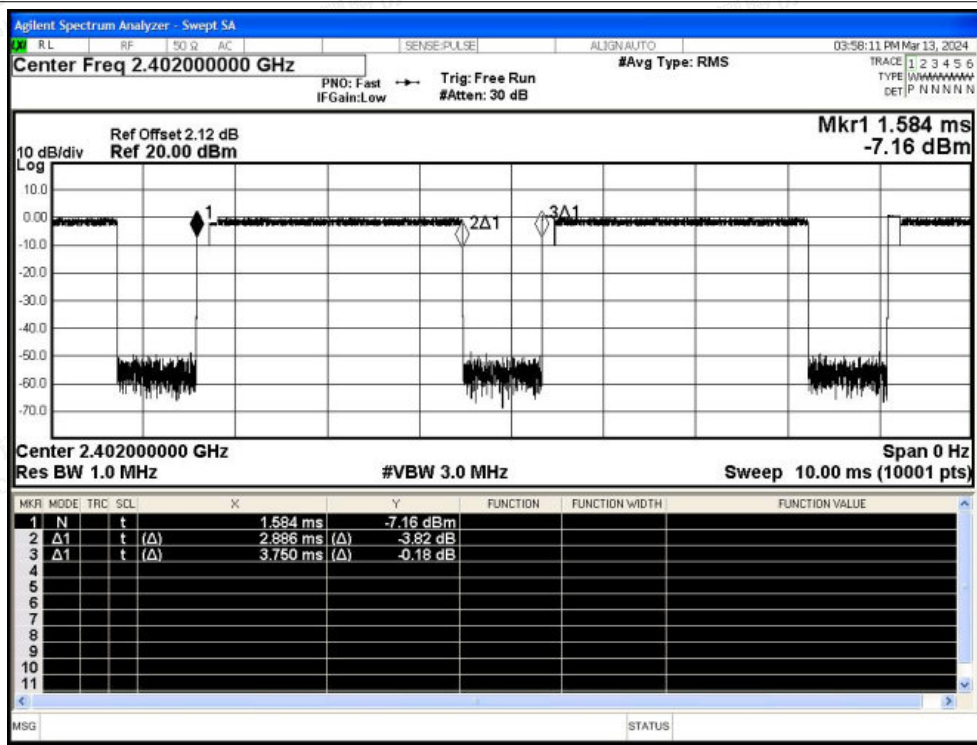 Agilent Spectrum Analyzer - Swept SA
LXI RL RF 50 Ω AC SENSE:PULSE ALIGN AUTO 03:58:11 PM Mar 13, 2024
Center Freq 2.402000000 GHz #Avg Type: RMS TRACE 1 2 3 4 5 6
PNO: Fast Trig: Free Run TYPE WWWWWW
IFGain:Low #Atten: 30 dB DET P N N N N N
Mkr1 1.584 ms
Ref Offset 2.12 dB
10 dB/div Ref 20.00 dBm -7.16 dBm
Log
10.0
1
0.00 2Δ1 3Δ1
-10.0
-20.0
-30.0
-40.0
-50.0
-60.0
-70.0
Center 2.402000000 GHz Span 0 Hz
Res BW 1.0 MHz #VBW 3.0 MHz Sweep 10.00 ms (10001 pts)
MKR MODE TRC SCL X Y FUNCTION FUNCTION WIDTH FUNCTION VALUE
1 N t 1.584 ms -7.16 dBm
2 Δ1 t (Δ) 2.886 ms (Δ) -3.82 dB
3 Δ1 t (Δ) 3.750 ms (Δ) -0.18 dB
4
5
6
7
8
9
10
11
MSG STATUS